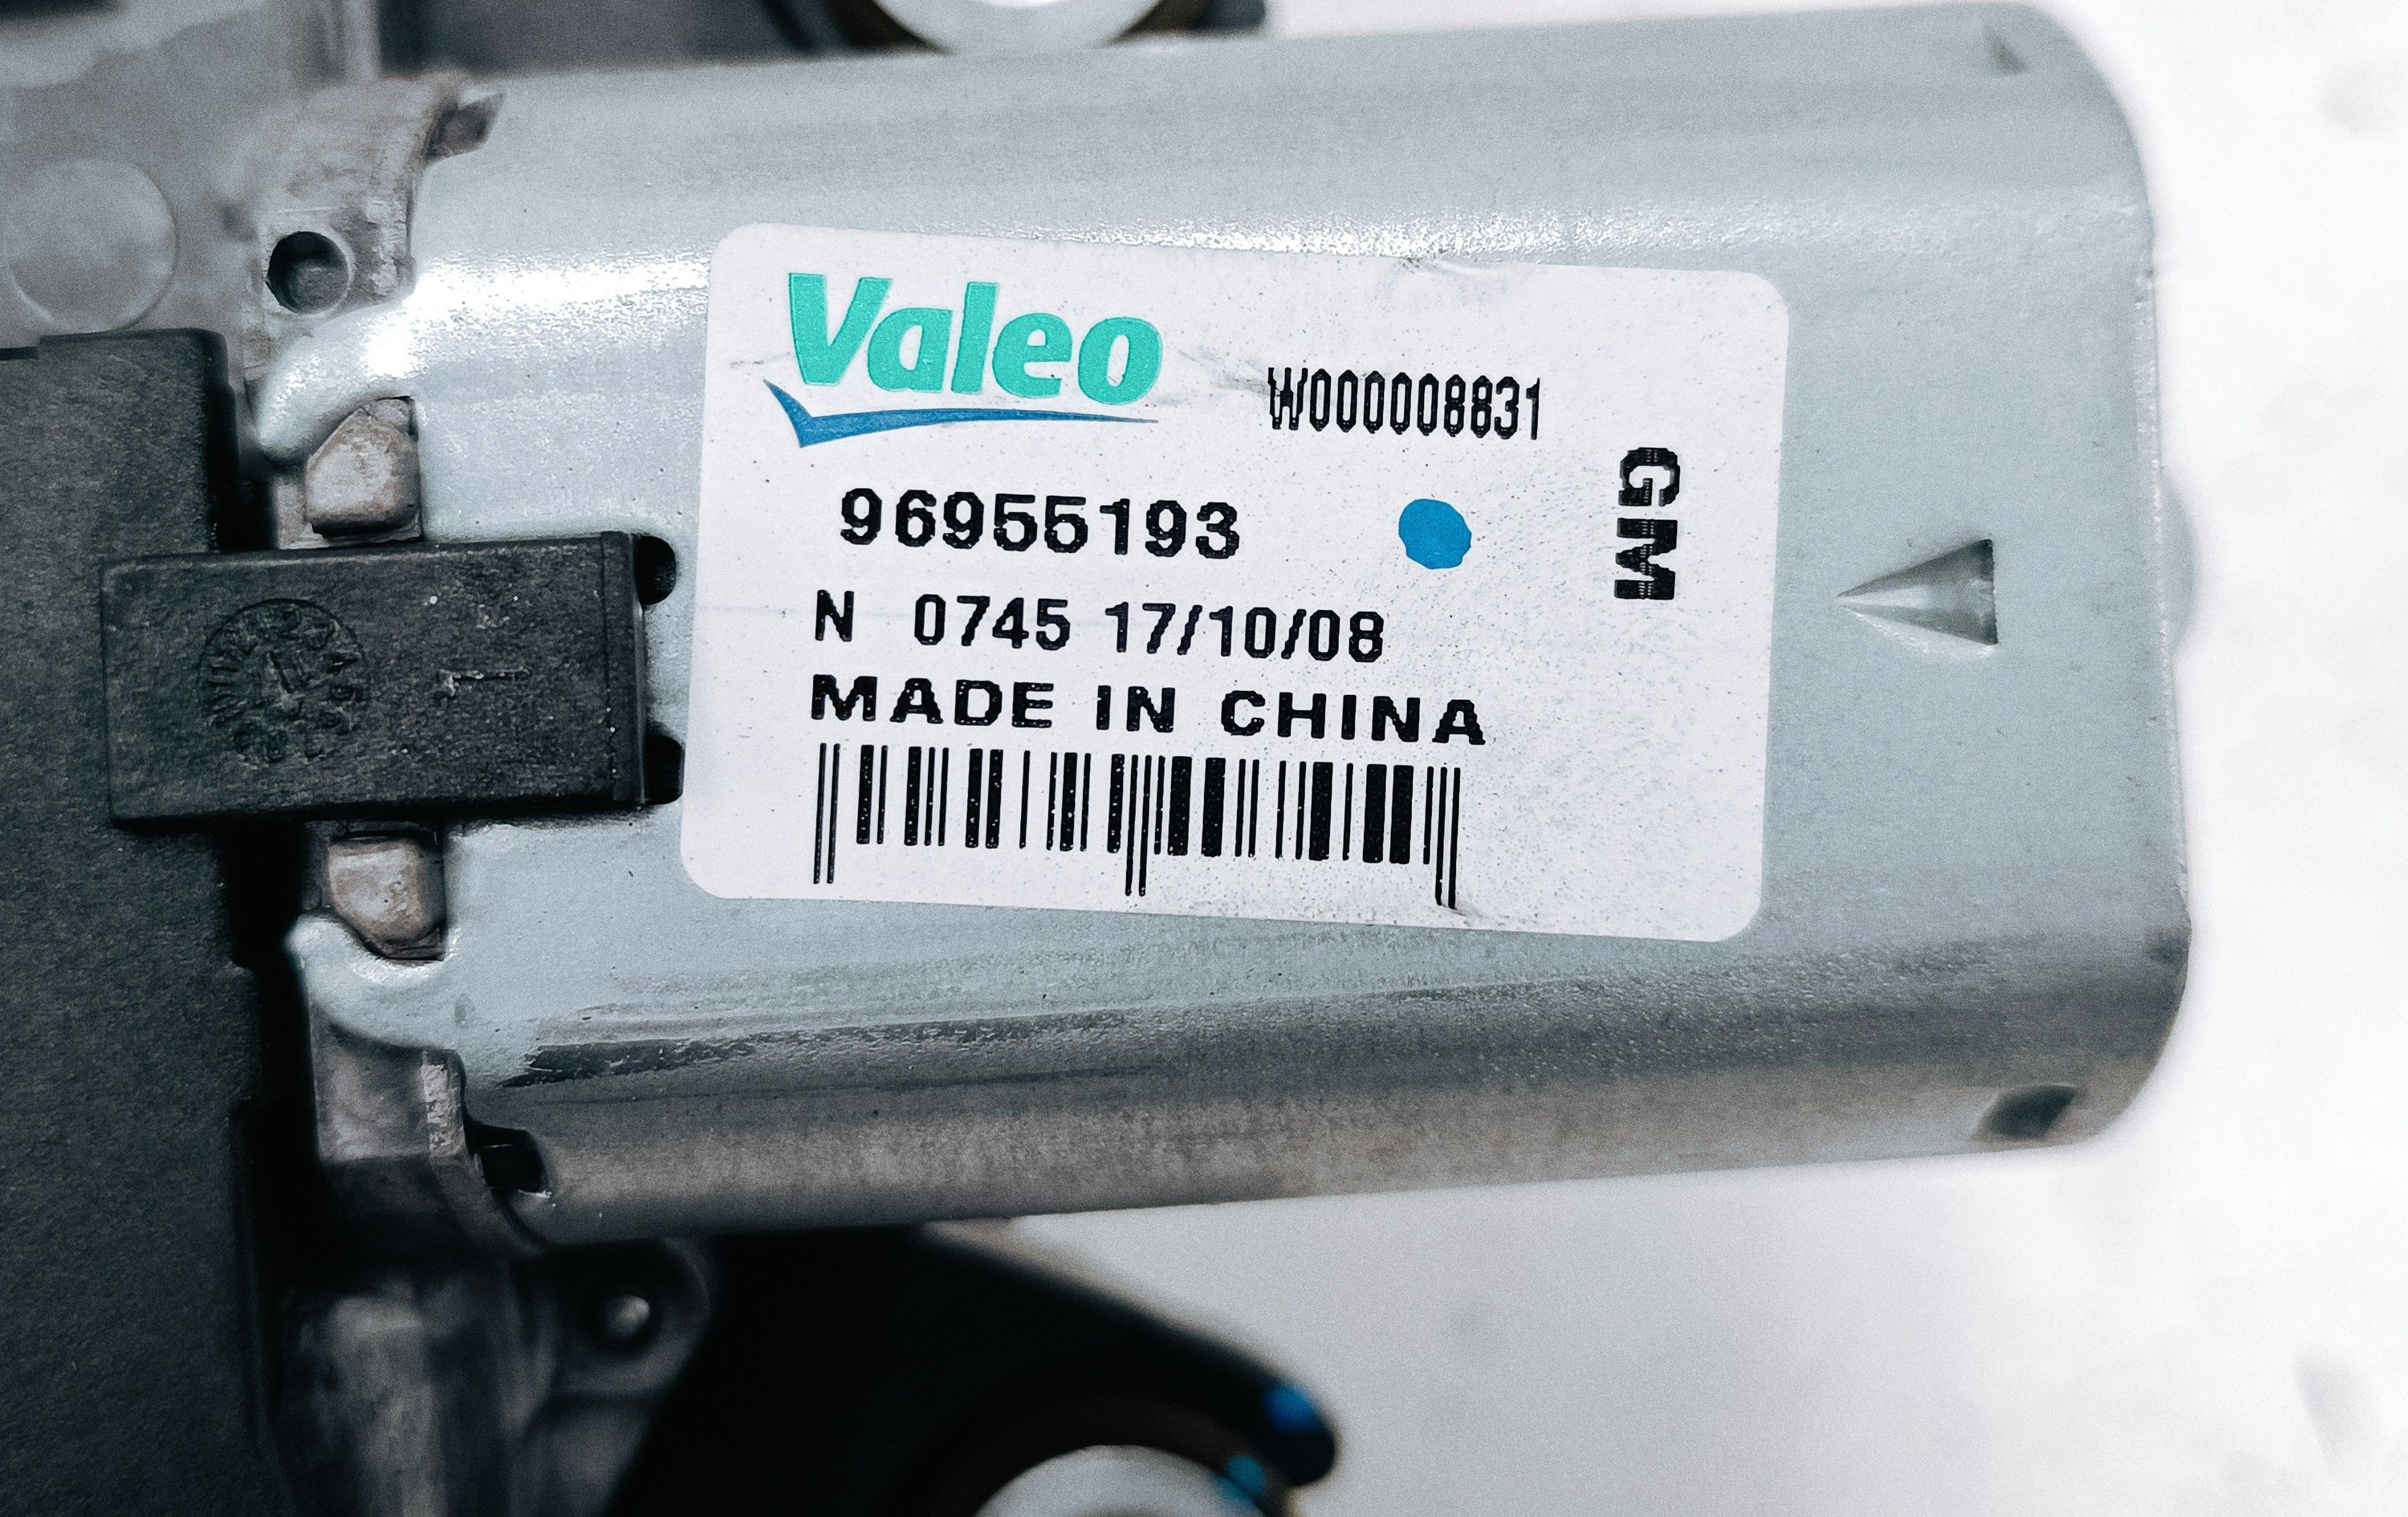 Valeo
W000008831
96955193
GM
N 0745 17/10/08
MADE IN CHINA